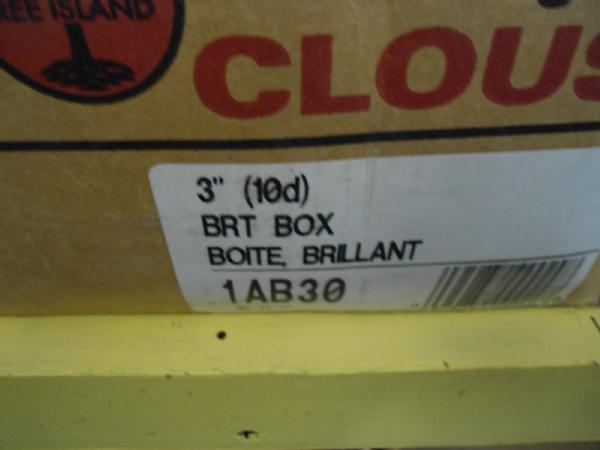 REE ISLAND
CLOUS
3" (10d)
BRT BOX
BOITE, BRILLANT
1AB30